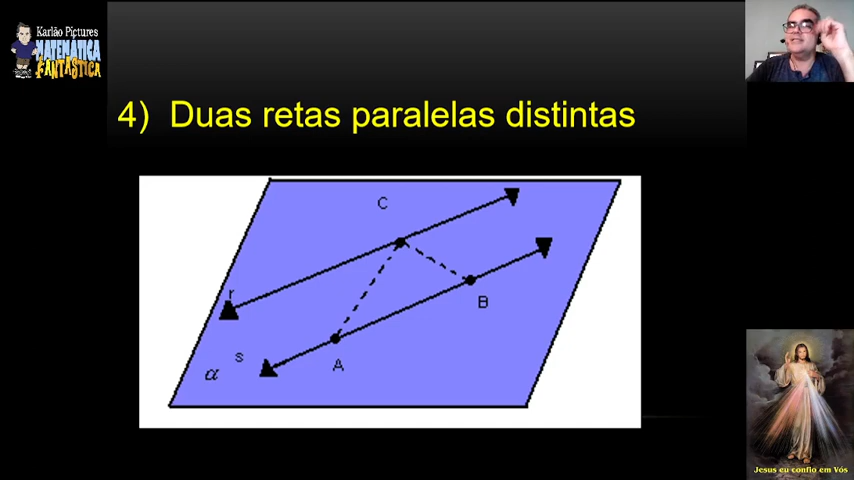 Karlão Pictures
MATEMÁTICA
FANTÁSTICA
4) Duas retas paralelas distintas
C
r
B
s
A
α
Jesus eu confio em Vós